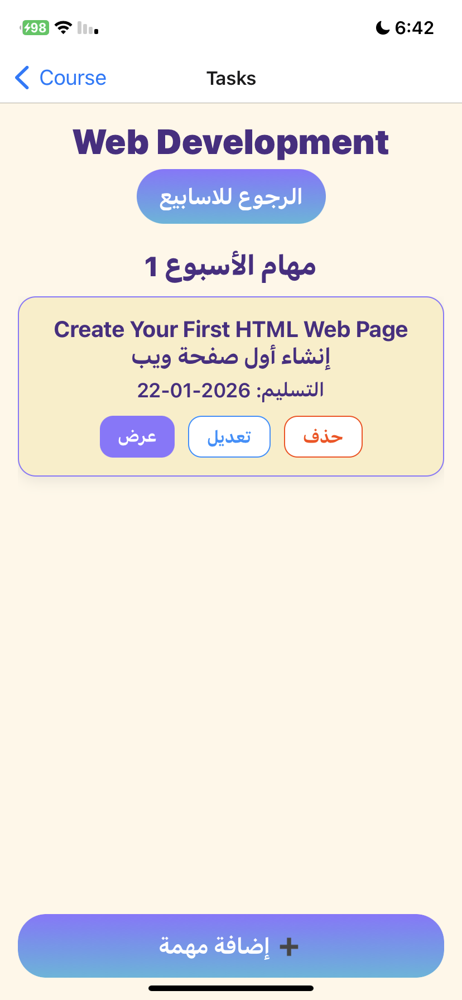 98
6:42
Course
Tasks
Web Development
الرجوع للاسابيع
مهام الأسبوع 1
Create Your First HTML Web Page
إنشاء أول صفحة ويب
التسليم: 2026-01-22
حذف
تعديل
عرض
➕ إضافة مهمة